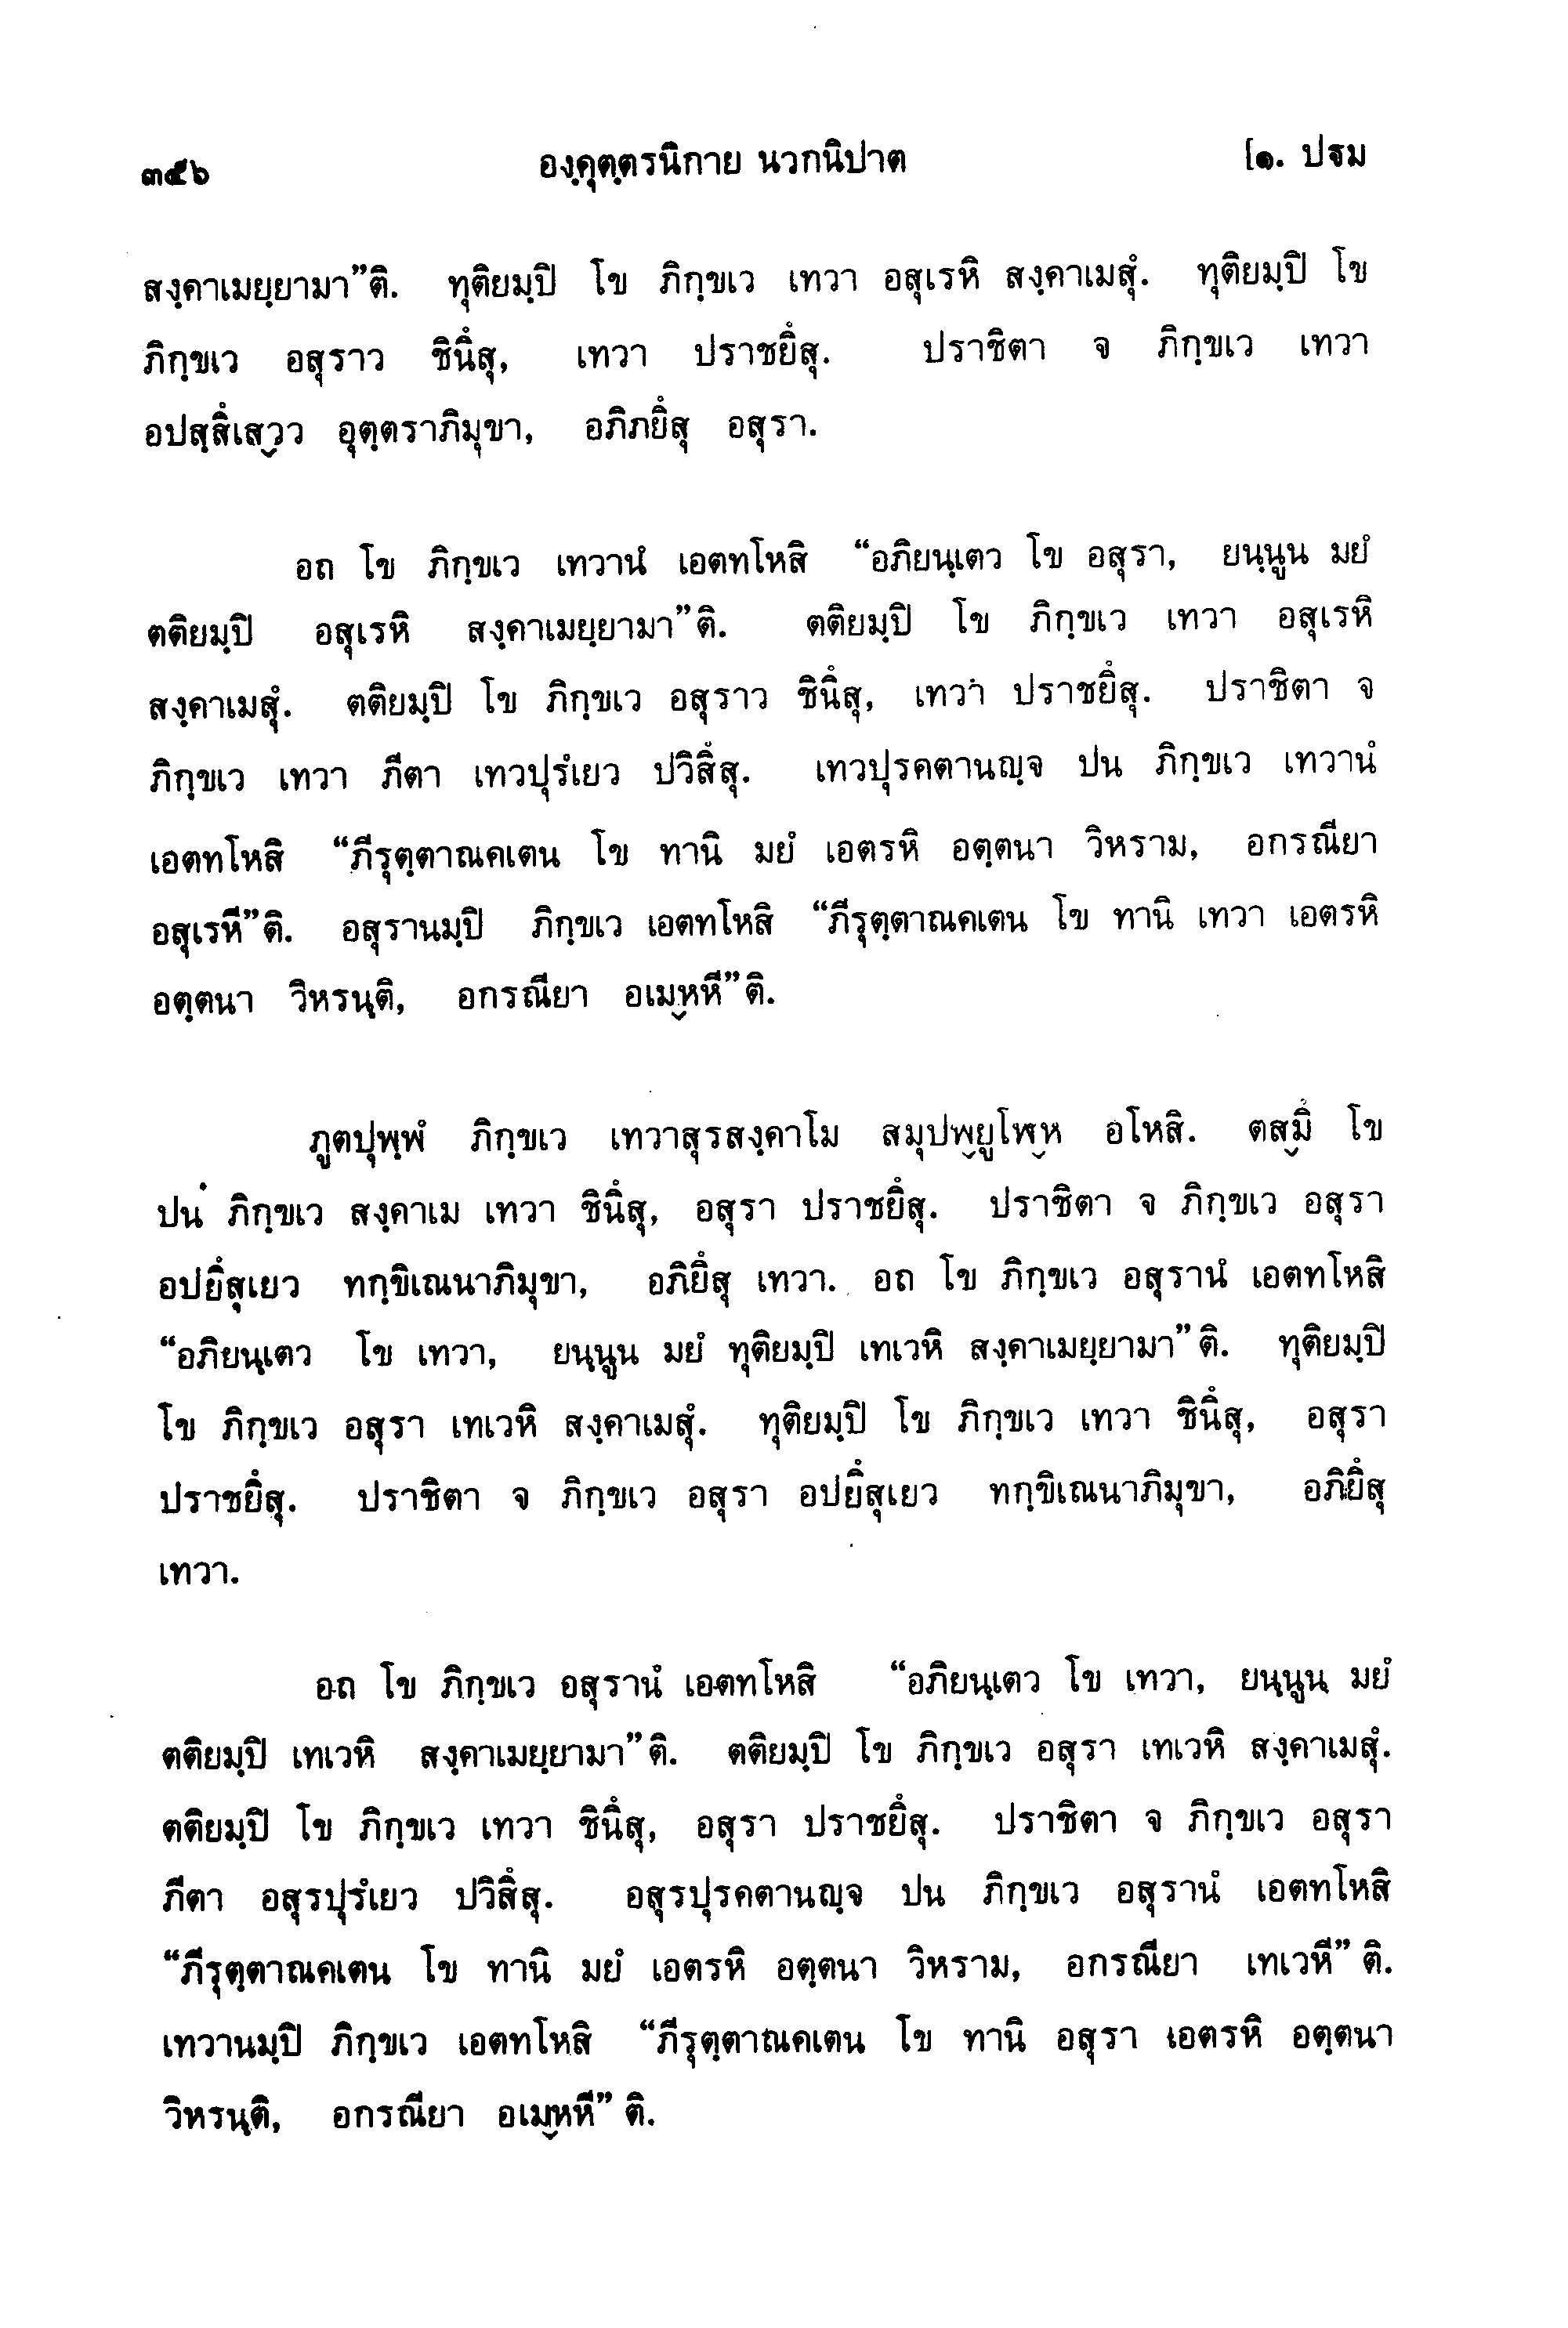 ๓๕๖ องฺคุตฺตรนิกาย นวกนิปาต [๑. ปฐม
สงฺคาเมยฺยามา”ติ. ทุติยมฺปิ โข ภิกฺขเว เทวา อสุเรหิ สงฺคาเมสุํ. ทุติยมฺปิ โข
ภิกฺขเว อสุราว ชินึสุ, เทวา ปราชยึสุ. ปราชิตา จ ภิกฺขเว เทวา
อปสฺสึเสฺวว อุตฺตราภิมุขา, อภิภยึสุ อสุรา.
อถ โข ภิกฺขเว เทวานํ เอตทโหสิ “อภิยนฺเตว โข อสุรา, ยนฺนูน มยํ
ตติยมฺปิ อสุเรหิ สงฺคาเมยฺยามา”ติ. ตติยมฺปิ โข ภิกฺขเว เทวา อสุเรหิ
สงฺคาเมสุํ. ตติยมฺปิ โข ภิกฺขเว อสุราว ชินึสุ, เทวา ปราชยึสุ. ปราชิตา จ
ภิกฺขเว เทวา ภีตา เทวปุรํเยว ปวิสึสุ. เทวปุรคตานญฺจ ปน ภิกฺขเว เทวานํ
เอตทโหสิ “ภีรุตฺตาณคเตน โข ทานิ มยํ เอตรหิ อตฺตนา วิหราม, อกรณียา
อสุเรหี”ติ. อสุรานมฺปิ ภิกฺขเว เอตทโหสิ “ภีรุตฺตาณคเตน โข ทานิ เทวา เอตรหิ
อตฺตนา วิหรนฺติ, อกรณียา อเมฺหหี”ติ.
ภูตปุพฺพํ ภิกฺขเว เทวาสุรสงฺคาโม สมุปพฺยูโฬฺห อโหสิ. ตสฺมึ โข
ปน ภิกฺขเว สงฺคาเม เทวา ชินึสุ, อสุรา ปราชยึสุ. ปราชิตา จ ภิกฺขเว อสุรา
อปยึสุเยว ทกฺขิเณนาภิมุขา, อภิยึสุ เทวา. อถ โข ภิกฺขเว อสุรานํ เอตทโหสิ
“อภิยนฺเตว โข เทวา, ยนฺนูน มยํ ทุติยมฺปิ เทเวหิ สงฺคาเมยฺยามา”ติ. ทุติยมฺปิ
โข ภิกฺขเว อสุรา เทเวหิ สงฺคาเมสุํ. ทุติยมฺปิ โข ภิกฺขเว เทวา ชินึสุ, อสุรา
ปราชยึสุ. ปราชิตา จ ภิกฺขเว อสุรา อปยึสุเยว ทกฺขิเณนาภิมุขา, อภิยึสุ
เทวา.
อถ โข ภิกฺขเว อสุรานํ เอตทโหสิ “อภิยนฺเตว โข เทวา, ยนฺนูน มยํ
ตติยมฺปิ เทเวหิ สงฺคาเมยฺยามา”ติ. ตติยมฺปิ โข ภิกฺขเว อสุรา เทเวหิ สงฺคาเมสุํ.
ตติยมฺปิ โข ภิกฺขเว เทวา ชินึสุ, อสุรา ปราชยึสุ. ปราชิตา จ ภิกฺขเว อสุรา
ภีตา อสุรปุรํเยว ปวิสึสุ. อสุรปุรคตานญฺจ ปน ภิกฺขเว อสุรานํ เอตทโหสิ
“ภีรุตฺตาณคเตน โข ทานิ มยํ เอตรหิ อตฺตนา วิหราม, อกรณียา เทเวหี”ติ.
เทวานมฺปิ ภิกฺขเว เอตทโหสิ “ภีรุตฺตาณคเตน โข ทานิ อสุรา เอตรหิ อตฺตนา
วิหรนฺติ, อกรณียา อเมฺหหี”ติ.